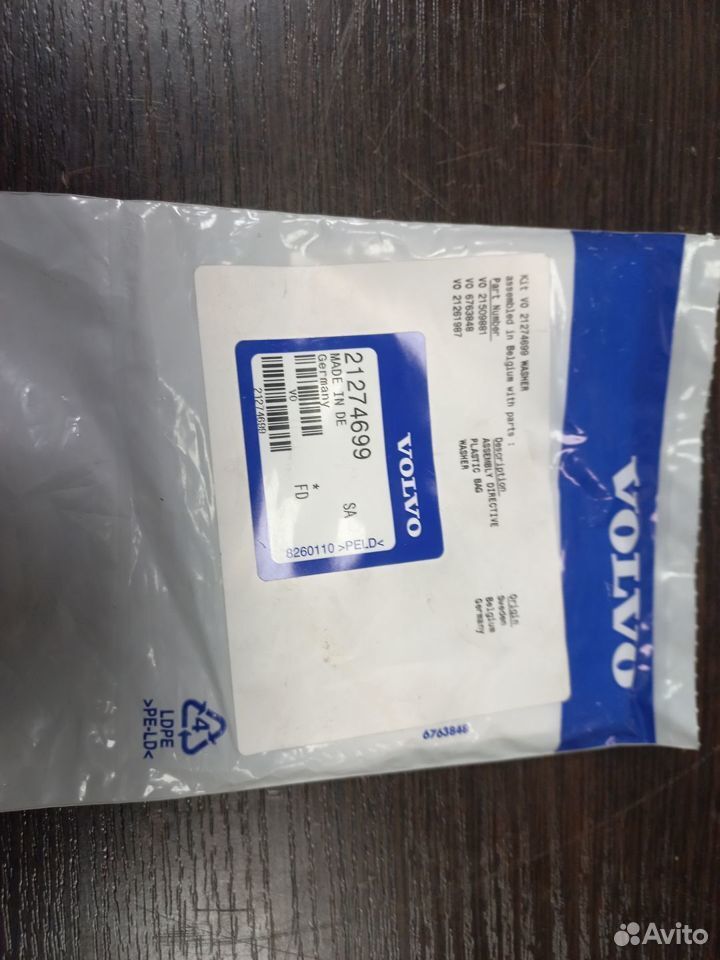 VOLVO
Kit VO 21274699 WASHER
assembled in Belgium with parts :
Part Number Description Origin
VO 21509881 ASSEMBLY DIRECTIVE Sweden
VO 6763848 PLASTIC BAG Belgium
VO 21261987 WASHER Germany
VOLVO
21274699 SA
MADE IN DE
Germany
* FD
VO
21274699
8260110 >PELD<
6763848
4
LDPE
>PE-LD<
Avito